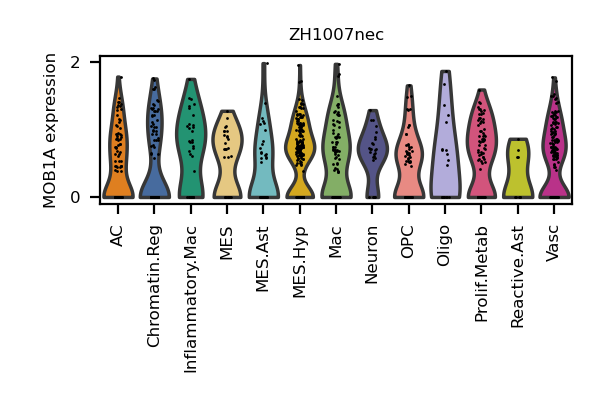 ZH1007nec
MOB1A expression
2
0
AC
Chromatin.Reg
Inflammatory.Mac
MES
MES.Ast
MES.Hyp
Mac
Neuron
OPC
Oligo
Prolif.Metab
Reactive.Ast
Vasc